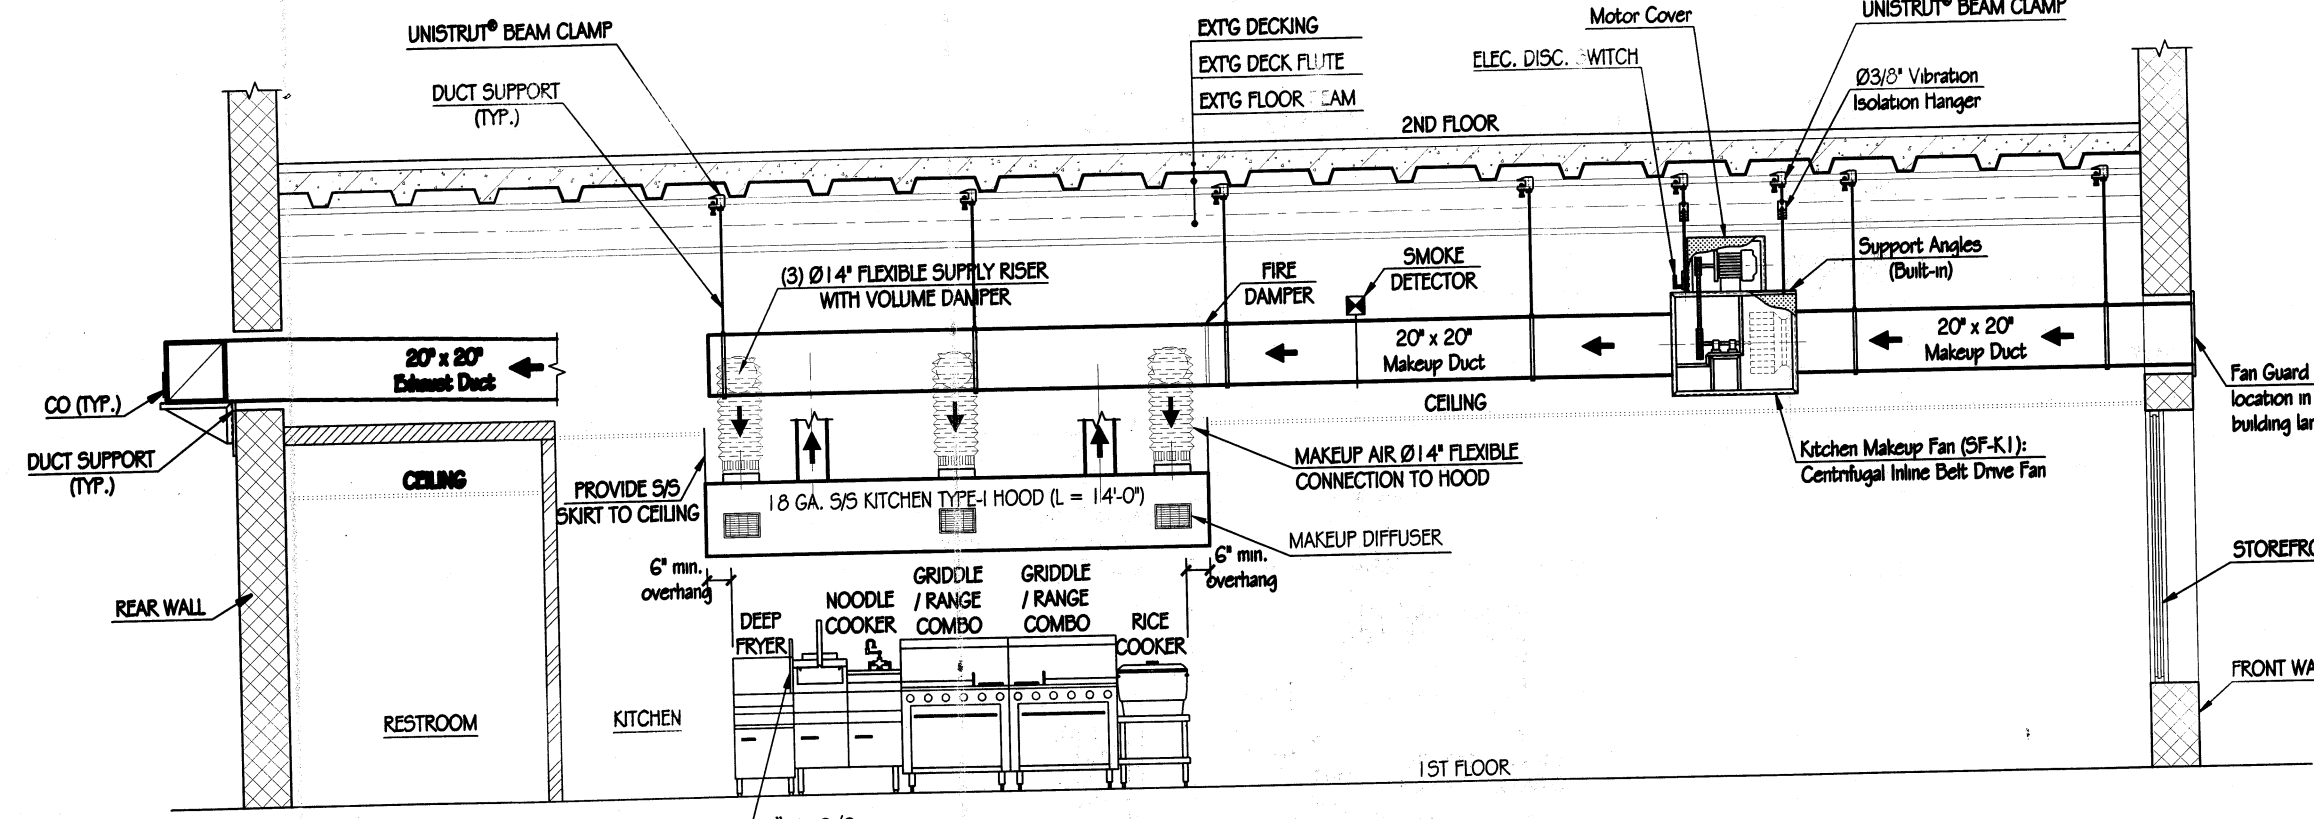 UNISTRUT® BEAM CLAMP
DUCT SUPPORT
(TYP.)
EXT'G DECKING
EXT'G DECK FLUTE
EXT'G FLOOR BEAM
Motor Cover
ELEC. DISC. SWITCH
UNISTRUT® BEAM CLAMP
Ø3/8" Vibration
Isolation Hanger
2ND FLOOR
(3) Ø14" FLEXIBLE SUPPLY RISER
WITH VOLUME DAMPER
FIRE
DAMPER
SMOKE
DETECTOR
Support Angles
(Built-in)
20" x 20"
Exhaust Duct
20" x 20"
Makeup Duct
20" x 20"
Makeup Duct
CO (TYP.)
DUCT SUPPORT
(TYP.)
CEILING
CEILING
Fan Guard
location in
building
PROVIDE S/S
SKIRT TO CEILING
18 GA. S/S KITCHEN TYPE-I HOOD (L = 14'-0")
MAKEUP AIR Ø14" FLEXIBLE
CONNECTION TO HOOD
Kitchen Makeup Fan (SF-K1):
Centrifugal Inline Belt Drive Fan
MAKEUP DIFFUSER
6" min.
overhang
6" min.
overhang
REAR WALL
DEEP
FRYER
NOODLE
COOKER
GRIDDLE
/ RANGE
COMBO
GRIDDLE
/ RANGE
COMBO
RICE
COOKER
RESTROOM
KITCHEN
1ST FLOOR
FRONT